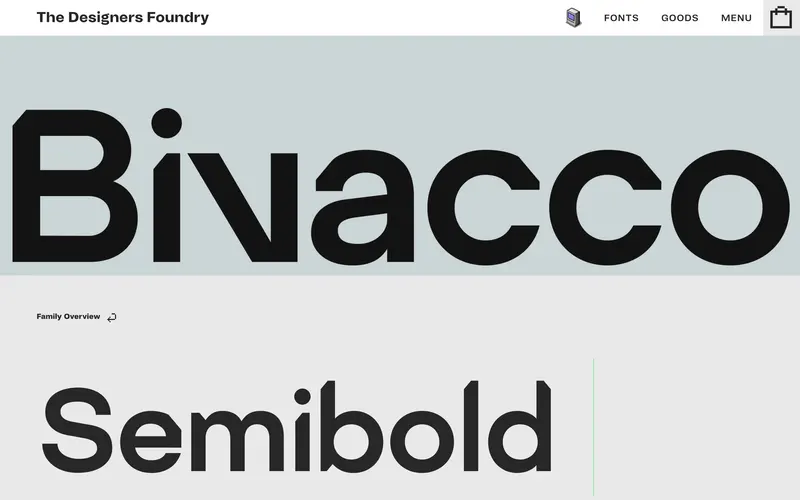 The Designers Foundry
FONTS
GOODS
MENU
Bivacco
Family Overview
Semibold